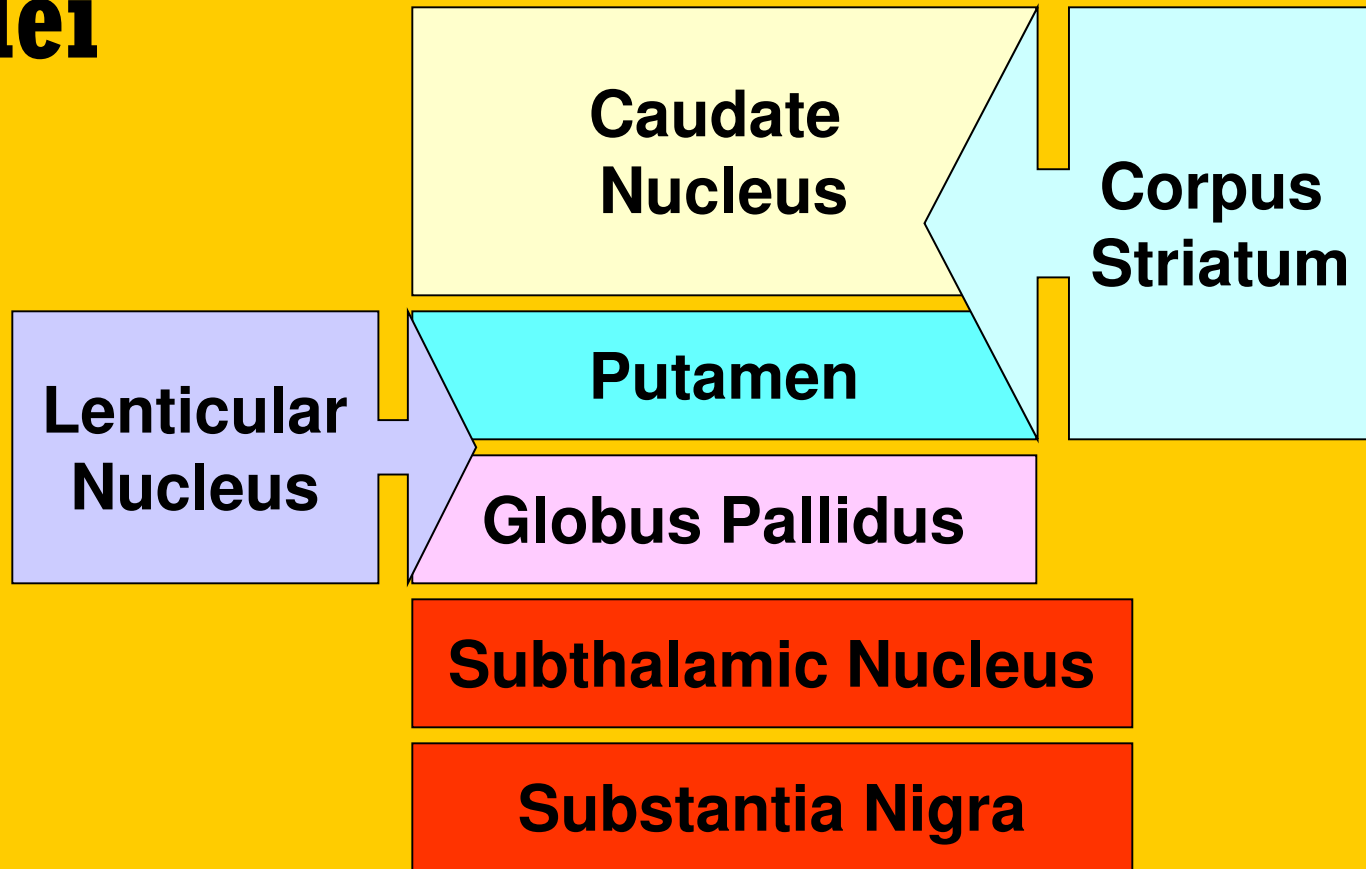 Caudate
Nucleus
Corpus
Striatum
Lenticular
Nucleus
Putamen
Globus Pallidus
Subthalamic Nucleus
Substantia Nigra